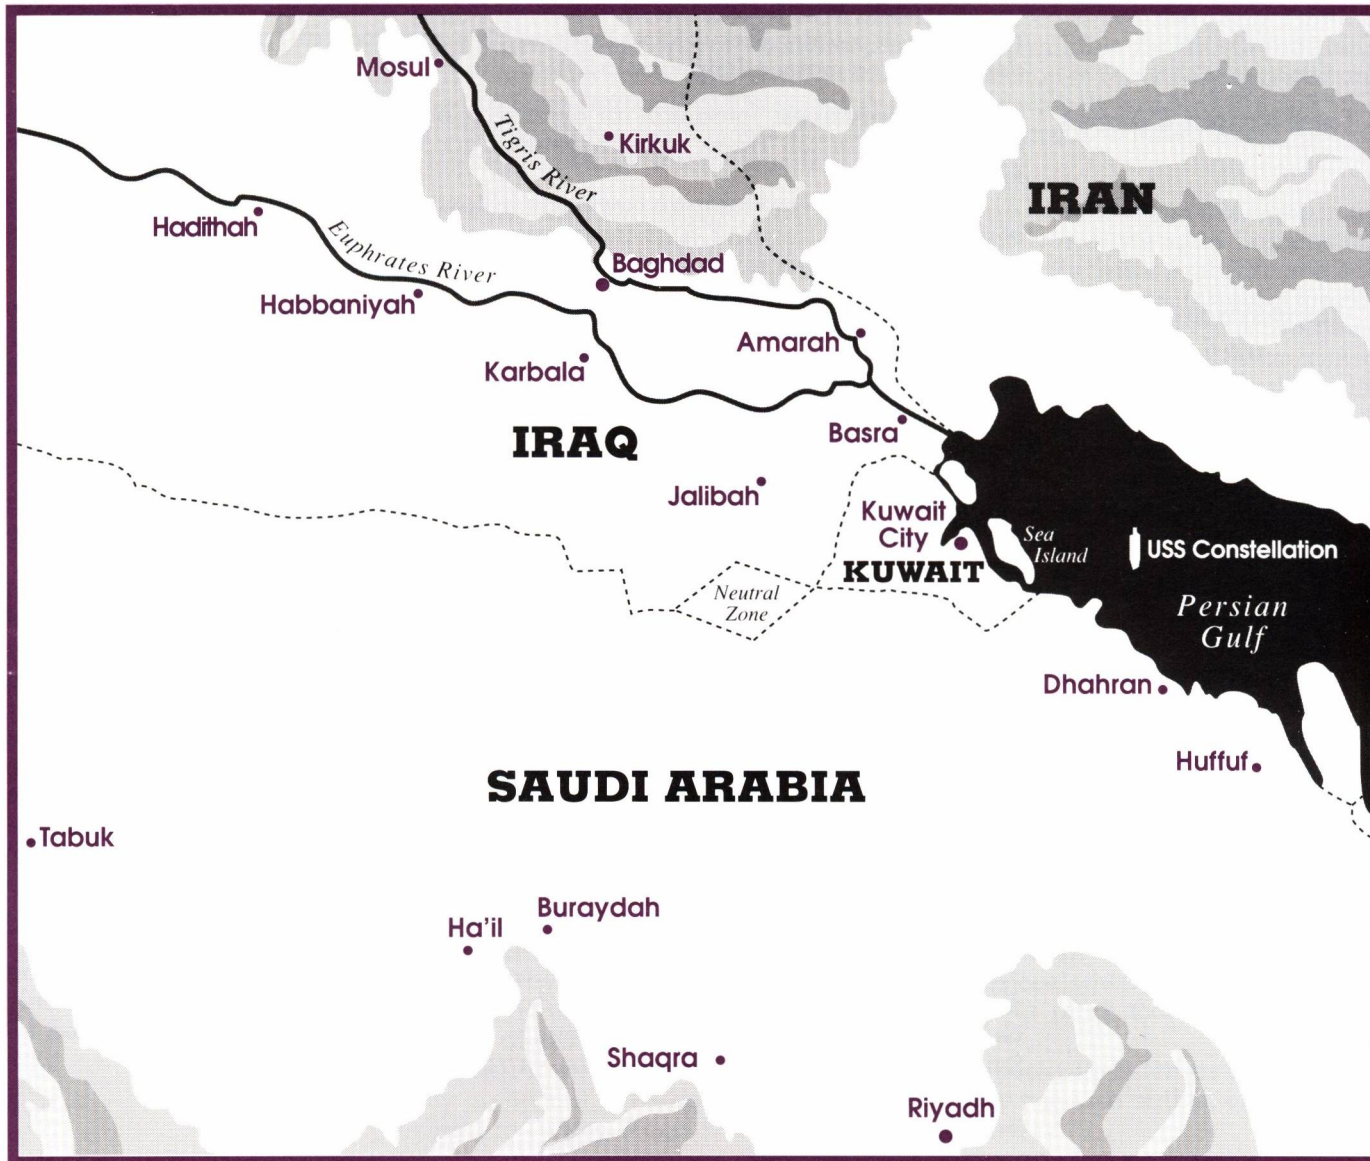 Mosul
Kirkuk
Tigris River
IRAN
Hadithah
Euphrates River
Baghdad
Habbaniyah
Amarah
Karbala
Basra
IRAQ
Jalibah
Kuwait
City
Sea
Island
USS Constellation
KUWAIT
Neutral
Zone
Persian
Gulf
Dhahran
Huffuf
SAUDI ARABIA
Tabuk
Buraydah
Ha'il
Shaqra
Riyadh